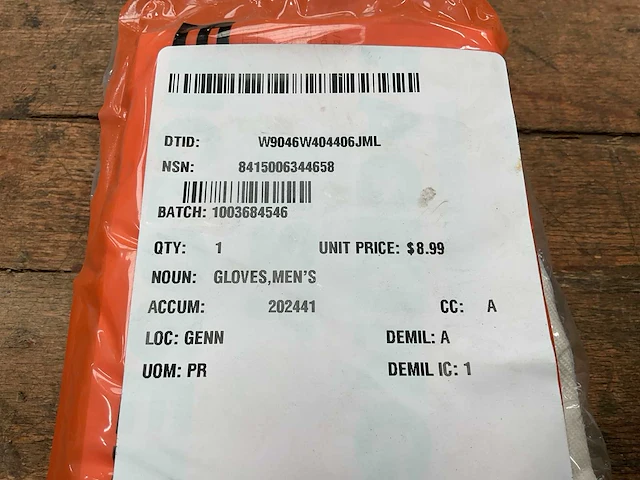 DTID: W9046W404406JML
NSN: 8415006344658
BATCH: 1003684546
QTY: 1 UNIT PRICE: $8.99
NOUN: GLOVES,MEN'S
ACCUM: 202441 CC: A
LOC: GENN DEMIL: A
UOM: PR DEMIL IC: 1